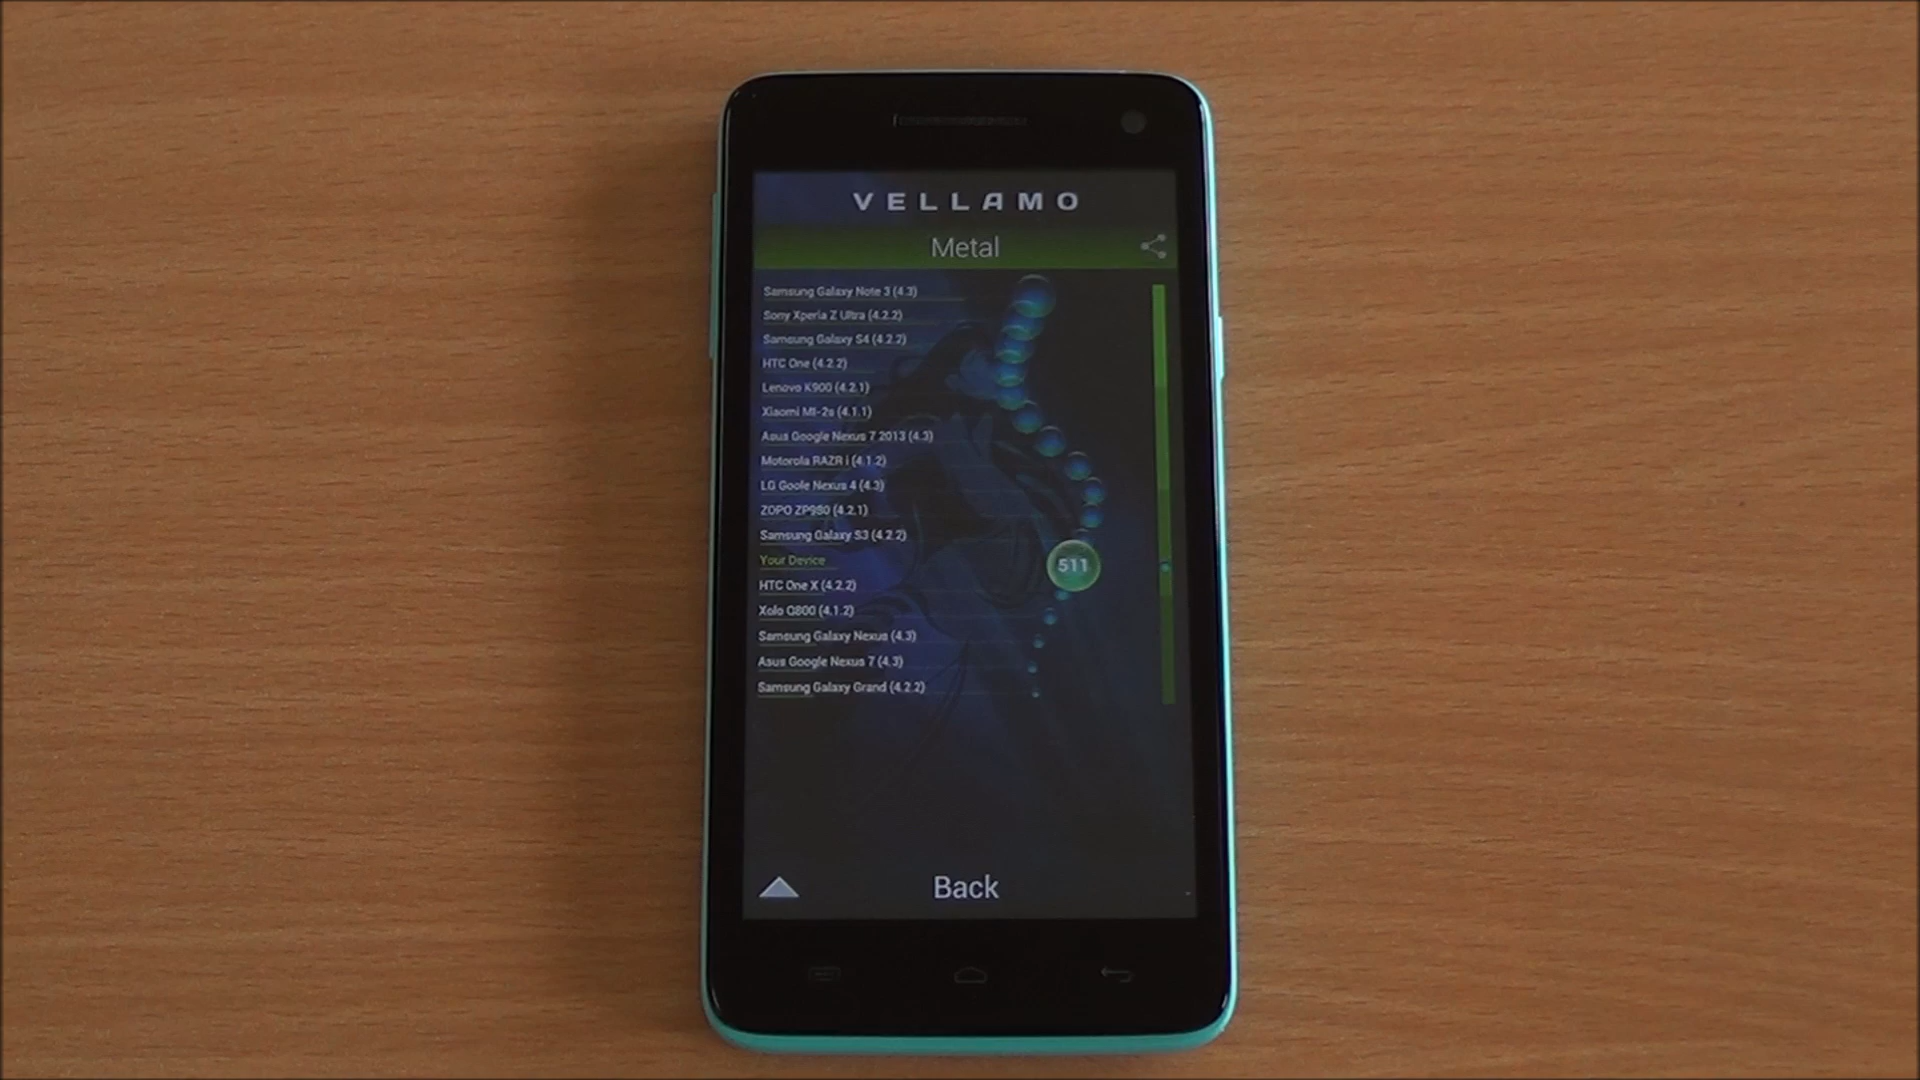 VELLAMO
Metal
Samsung Galaxy Note 3 (4.3)
Sony Xperia Z Ultra (4.2.2)
Samsung Galaxy S4 (4.2.2)
HTC One (4.2.2)
Lenovo K900 (4.2.1)
Xiaomi MI-2s (4.1.1)
Asus Google Nexus 7 2013 (4.3)
Motorola RAZR i (4.1.2)
LG Goole Nexus 4 (4.3)
ZOPO ZP980 (4.2.1)
Samsung Galaxy S3 (4.2.2)
Your Device
511
HTC One X (4.2.2)
Xolo Q800 (4.1.2)
Samsung Galaxy Nexus (4.3)
Asus Google Nexus 7 (4.3)
Samsung Galaxy Grand (4.2.2)
Back